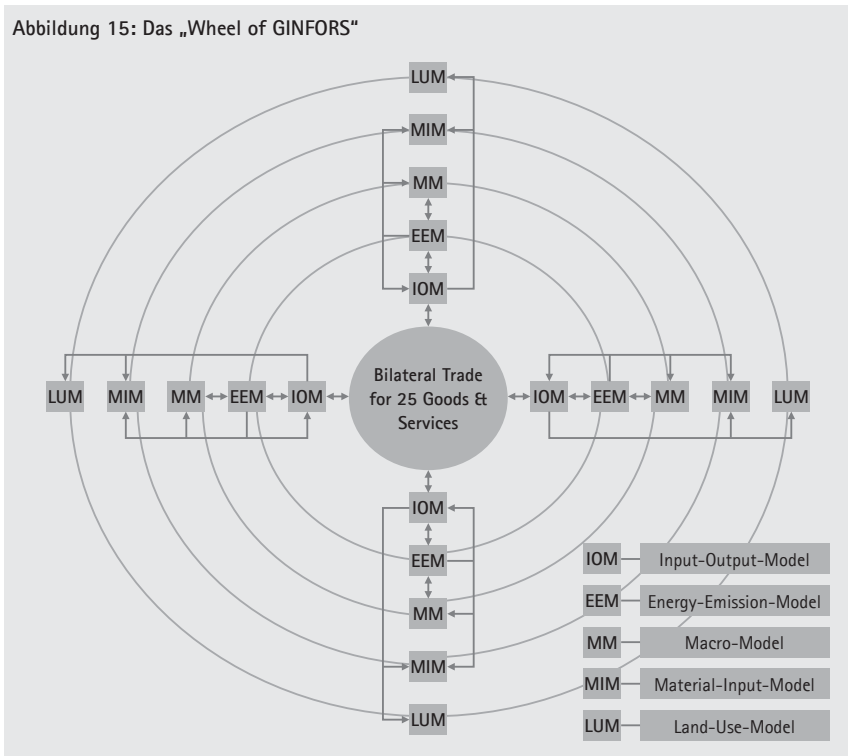 Abbildung 15: Das „Wheel of GINFORS“
LUM
MIM
MM
EEM
IOM
LUM MIM MM EEM IOM
Bilateral Trade
for 25 Goods &
Services
IOM EEM MM MIM LUM
IOM
EEM
MM
MIM
LUM
IOM Input-Output-Model
EEM Energy-Emission-Model
MM Macro-Model
MIM Material-Input-Model
LUM Land-Use-Model